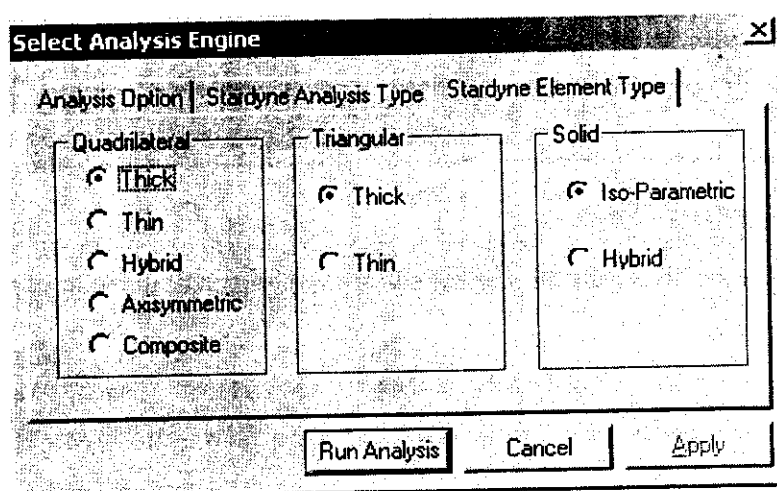 Select Analysis Engine
Analysis Option Stardyne Analysis Type Stardyne Element Type
Quadrilateral
Thick
Thin
Hybrid
Axisymmetric
Composite
Triangular
Thick
Thin
Solid
Iso-Parametric
Hybrid
Run Analysis Cancel Apply